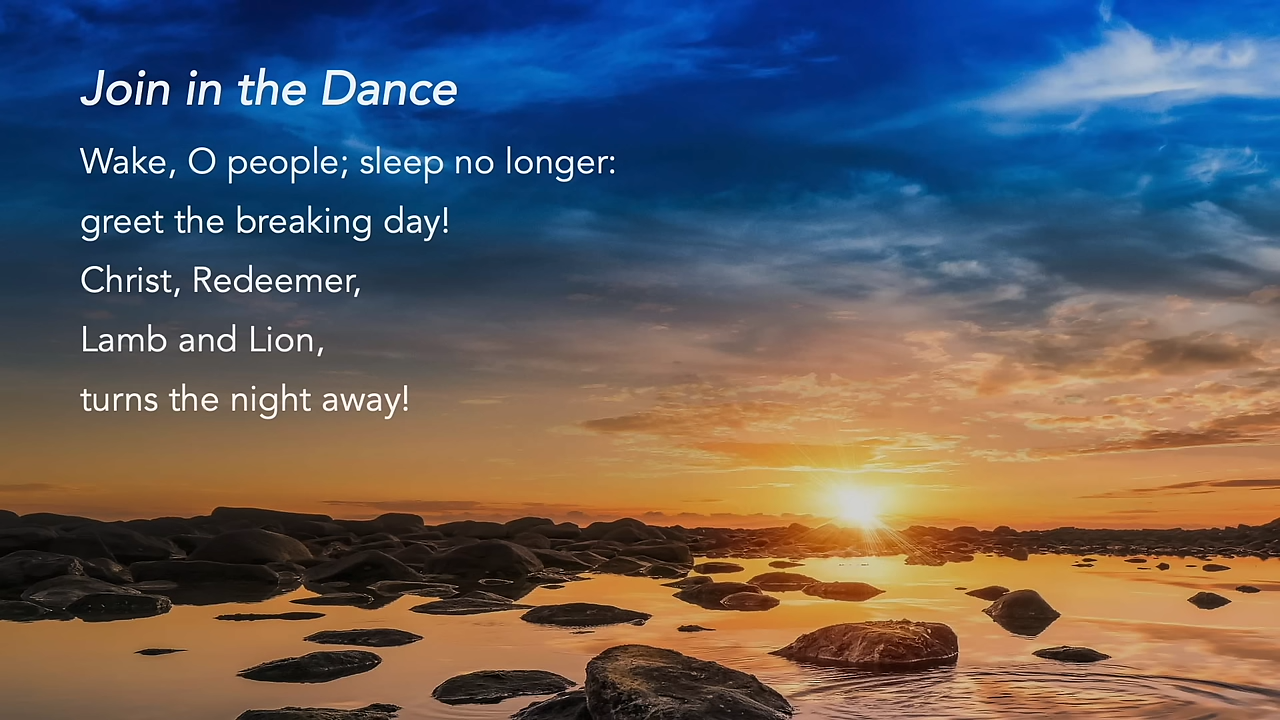 Join in the Dance
Wake, O people; sleep no longer:
greet the breaking day!
Christ, Redeemer,
Lamb and Lion,
turns the night away!